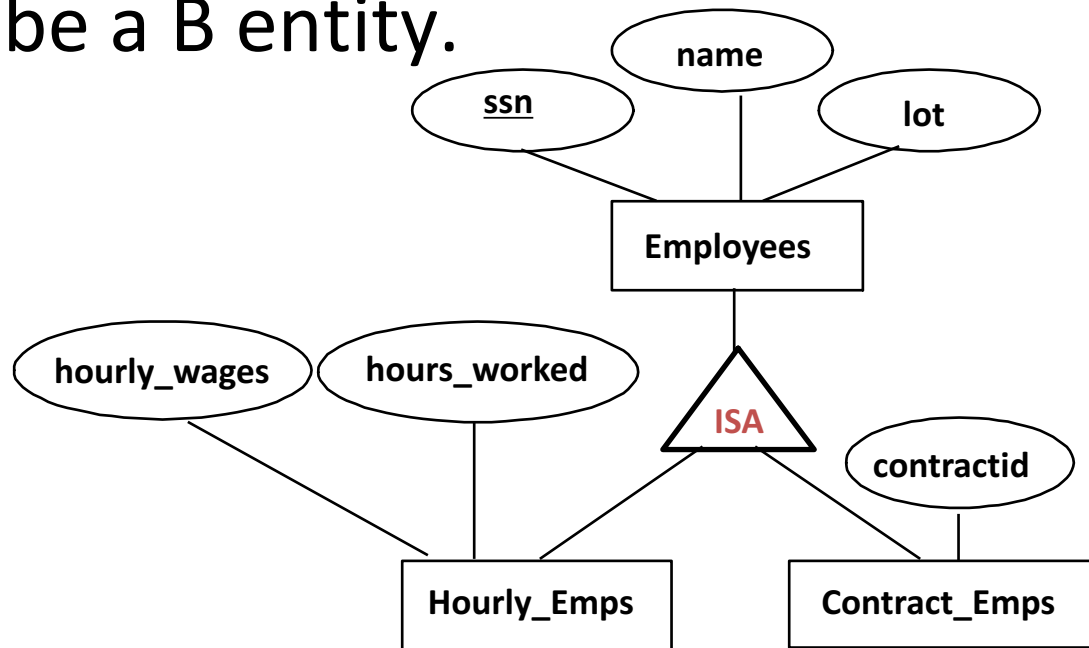 be a B entity.
name
ssn
lot
Employees
hourly_wages
hours_worked
ISA
contractid
Hourly_Emps
Contract_Emps